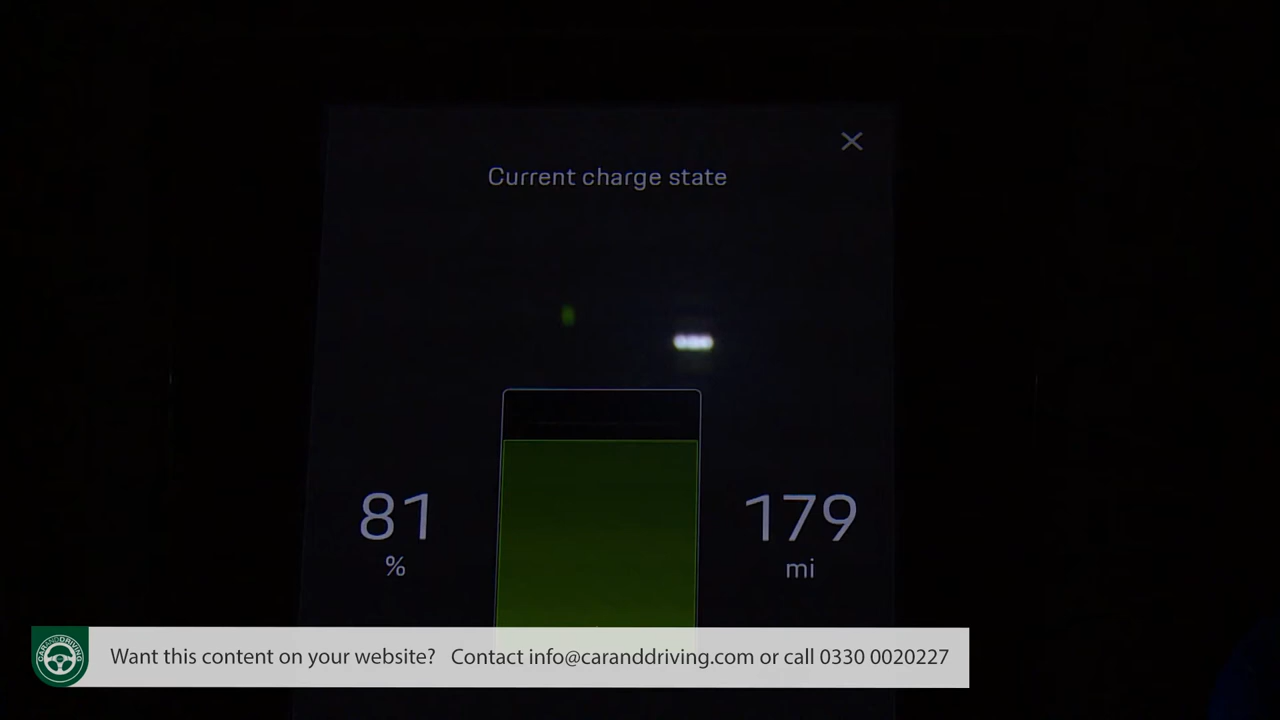 Current charge state
81
%
179
mi
CARANDDRIVING
Want this content on your website? Contact info@caranddriving.com or call 0330 0020227